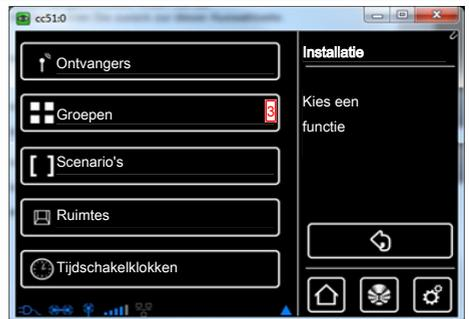 cc51:0
Ontvangers
Groepen
3
Scenario's
Ruimtes
Tijdschakelklokken
Installatie
Kies een
functie